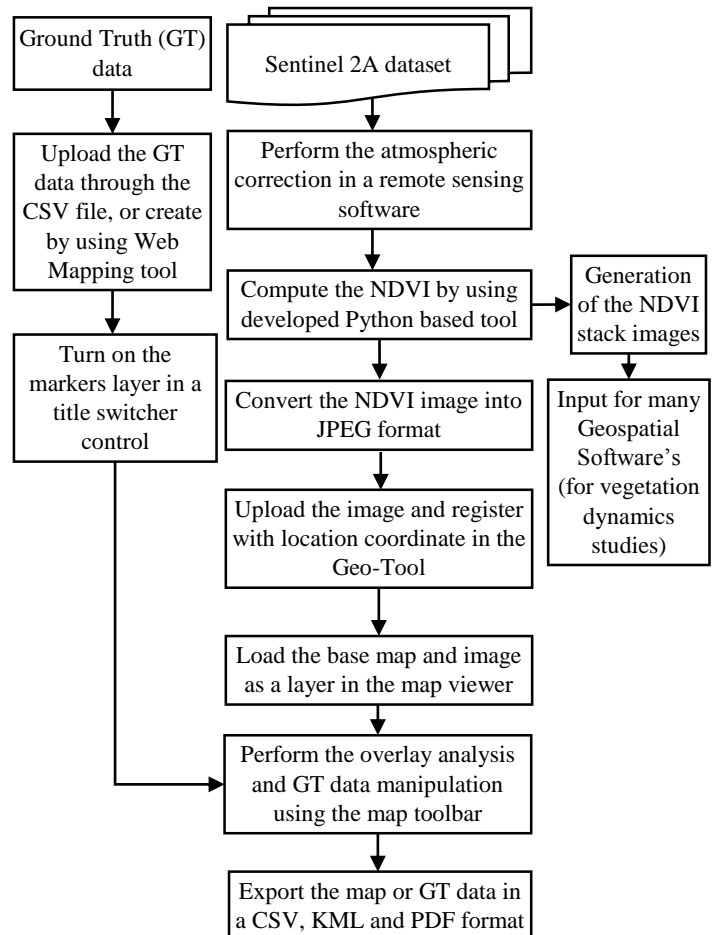 Ground Truth (GT)
data
Upload the GT
data through the
CSV file, or create
by using Web
Mapping tool
Turn on the
markers layer in a
title switcher
control
Sentinel 2A dataset
Perform the atmospheric
correction in a remote sensing
software
Compute the NDVI by using
developed Python based tool
Generation
of the NDVI
stack images
Input for many
Geospatial
Software's
(for vegetation
dynamics
studies)
Convert the NDVI image into
JPEG format
Upload the image and register
with location coordinate in the
Geo-Tool
Load the base map and image
as a layer in the map viewer
Perform the overlay analysis
and GT data manipulation
using the map toolbar
Export the map or GT data in
a CSV, KML and PDF format